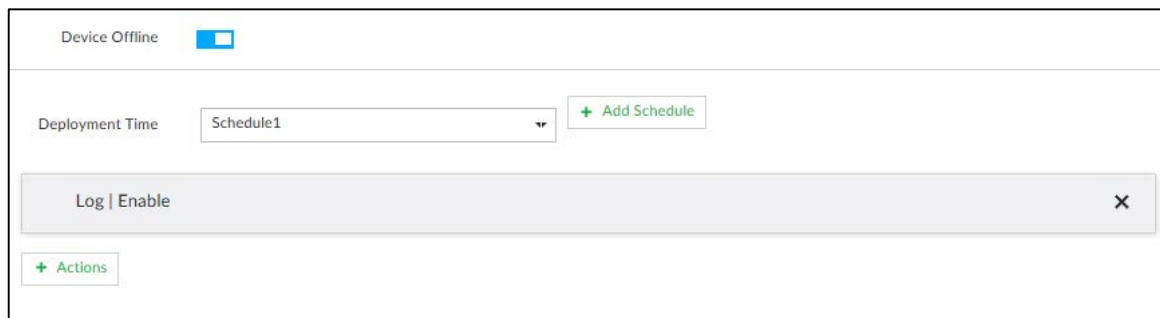 Device Offline
Deployment Time
Schedule1
+ Add Schedule
Log | Enable
+ Actions